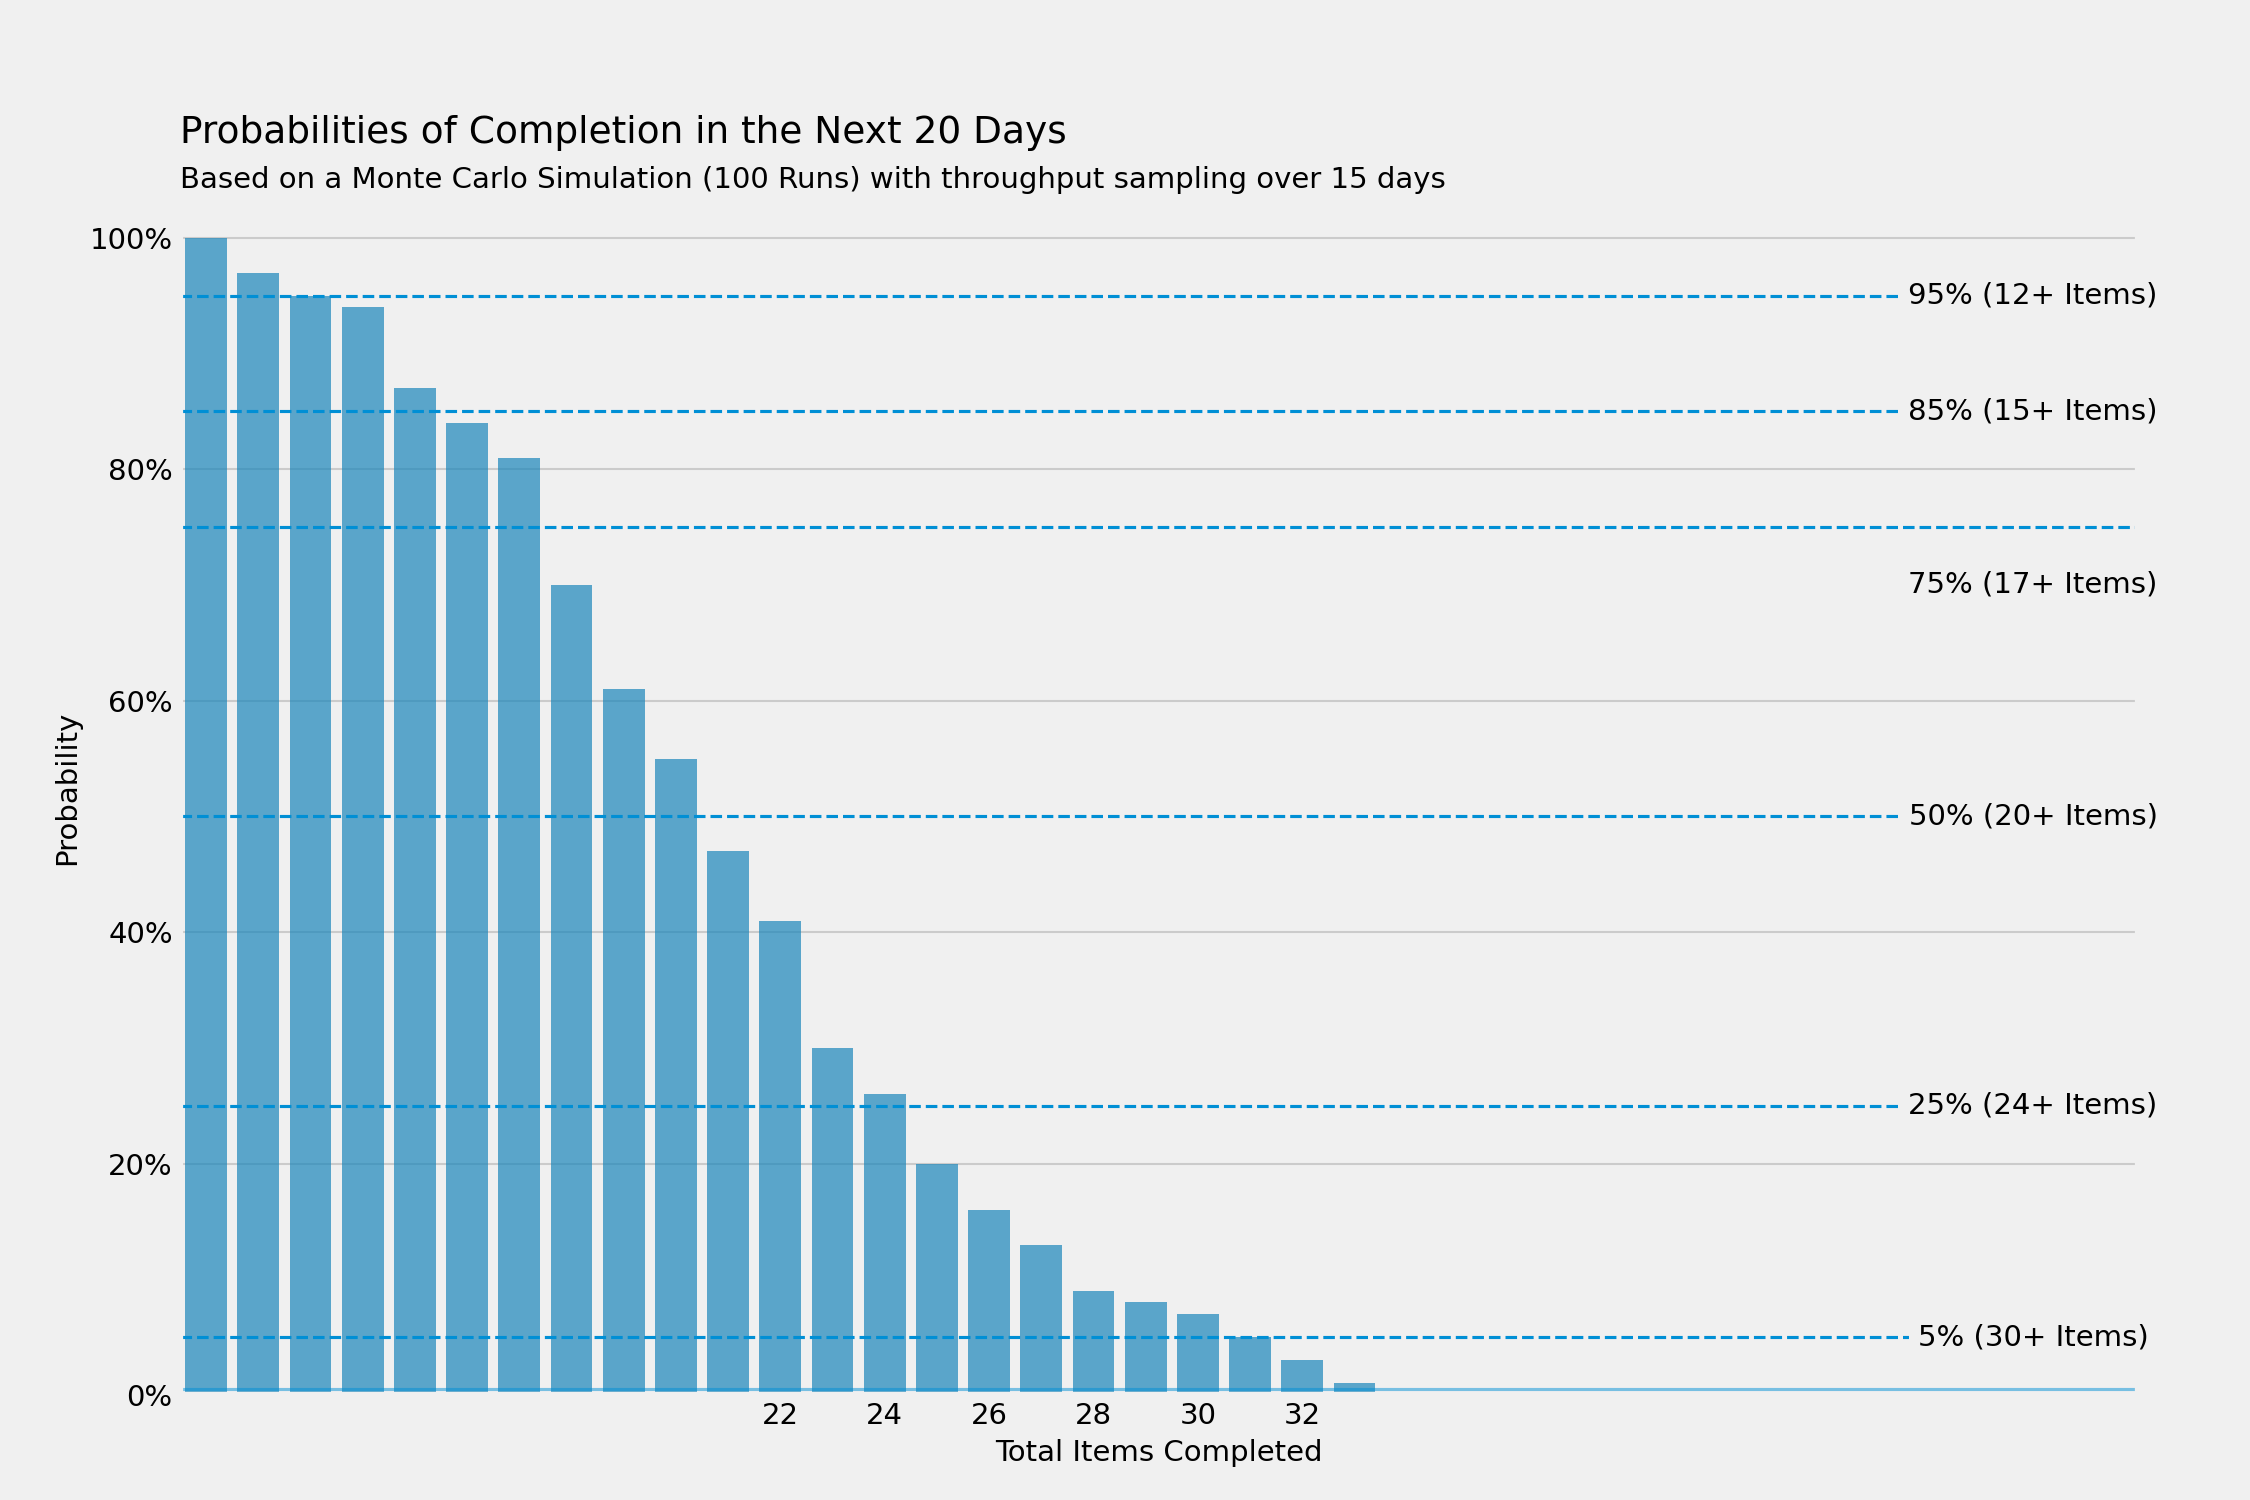 Probabilities of Completion in the Next 20 Days
Based on a Monte Carlo Simulation (100 Runs) with throughput sampling over 15 days
100%
95% (12+ Items)
85% (15+ Items)
80%
75% (17+ Items)
60%
Probability
50% (20+ Items)
40%
25% (24+ Items)
20%
5% (30+ Items)
0%
22 24 26 28 30 32
Total Items Completed